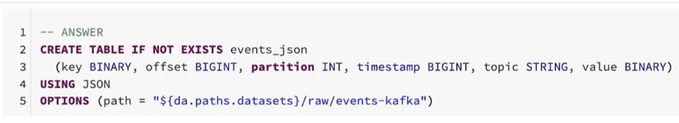 1 -- ANSWER
2 CREATE TABLE IF NOT EXISTS events_json
3 (key BINARY, offset BIGINT, partition INT, timestamp BIGINT, topic STRING, value BINARY)
4 USING JSON
5 OPTIONS (path = "${da.paths.datasets}/raw/events-kafka")